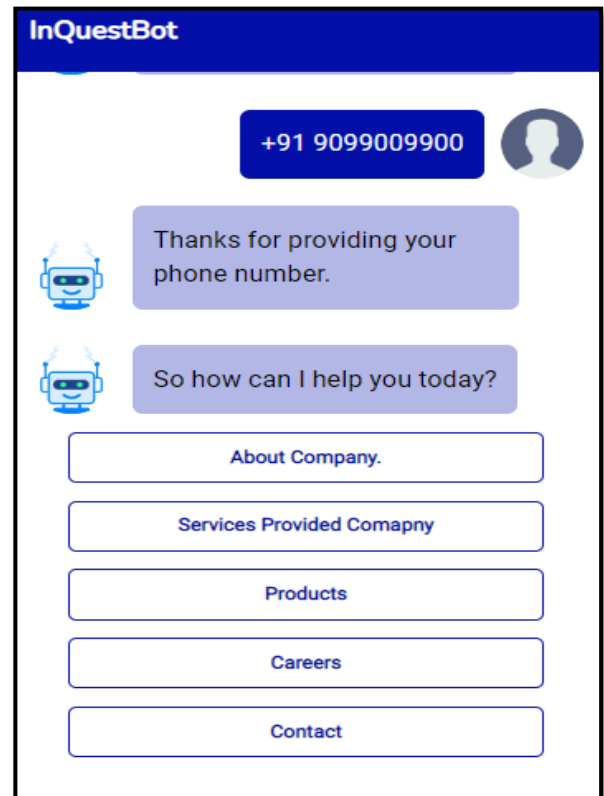 InQuestBot
+91 9099009900
Thanks for providing your
phone number.
So how can I help you today?
About Company.
Services Provided Comapny
Products
Careers
Contact